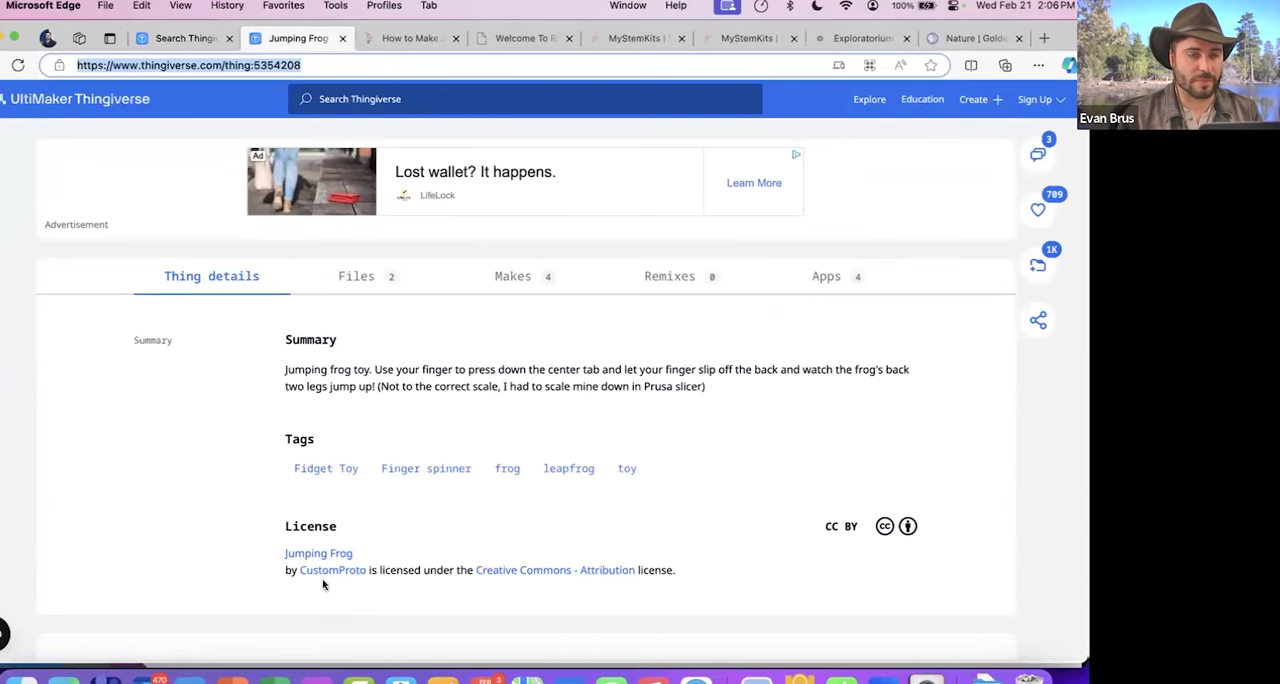 Microsoft Edge File Edit View History Favorites Tools Profiles Tab Window Help 100% Wed Feb 21 2:06PM
Search Thingiv Jumping Frog How to Make Welcome To R MyStemKits | MyStemKits | Exploratorium Nature | Gold
https://www.thingiverse.com/thing:5354208
Evan Brus
UltiMaker Thingiverse Search Thingiverse Explore Education Create + Sign Up
3
Ad
Lost wallet? It happens.
LifeLock
Learn More
709
Advertisement
1K
Thing details Files 2 Makes 4 Remixes 0 Apps 4
Summary
Summary
Jumping frog toy. Use your finger to press down the center tab and let your finger slip off the back and watch the frog's back
two legs jump up! (Not to the correct scale, I had to scale mine down in Prusa slicer)
Tags
Fidget Toy Finger spinner frog leapfrog toy
License CC BY
Jumping Frog
by CustomProto is licensed under the Creative Commons - Attribution license.
470
FEB
3